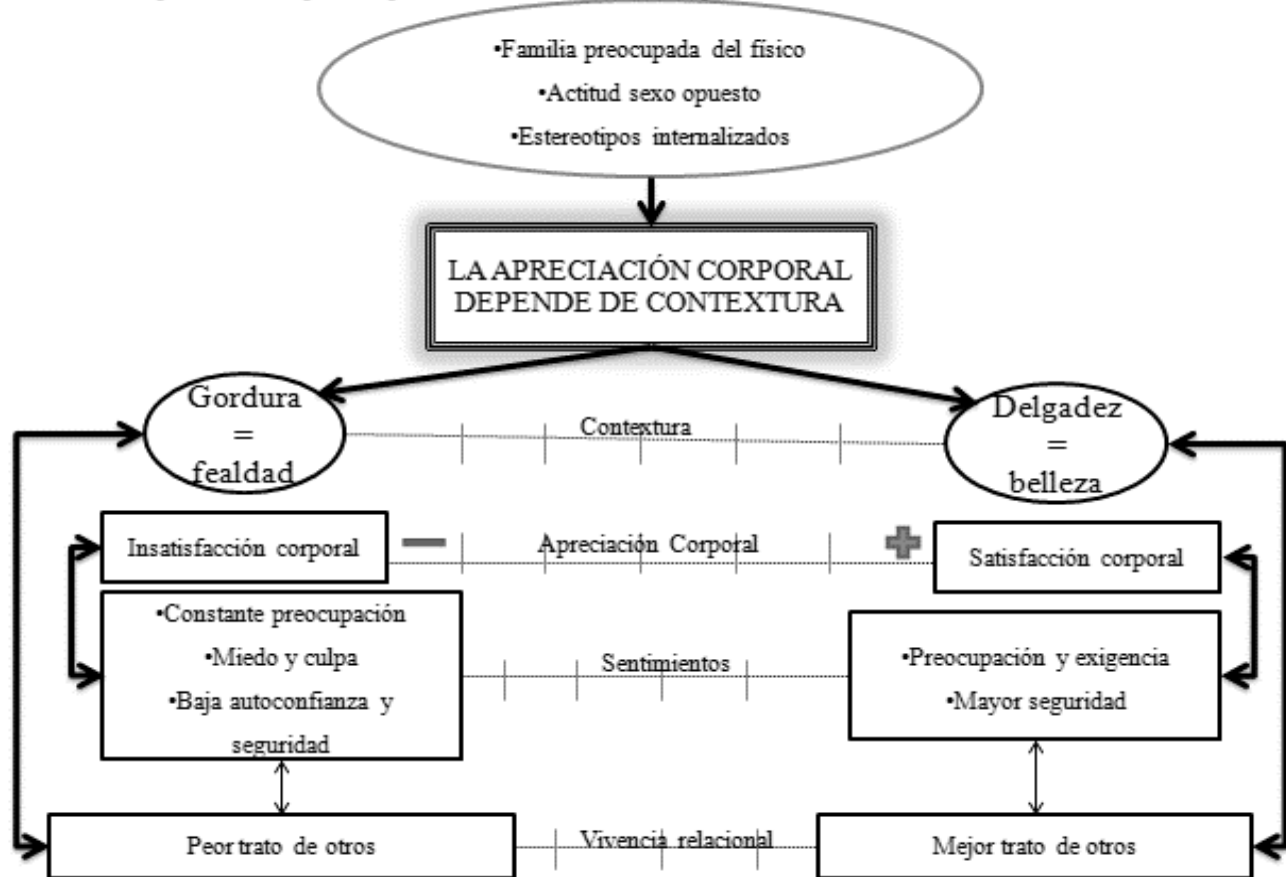 •Familia preocupada del físico
•Actitud sexo opuesto
•Estereotipos internalizados
LA APRECIACIÓN CORPORAL
DEPENDE DE CONTEXTURA
Gordura
=
fealdad
Contextura
Delgadez
=
belleza
Insatisfacción corporal
Apreciación Corporal
Satisfacción corporal
•Constante preocupación
•Miedo y culpa
•Baja autoconfianza y
seguridad
Sentimientos
•Preocupación y exigencia
•Mayor seguridad
Peor trato de otros
Vivencia relacional
Mejor trato de otros